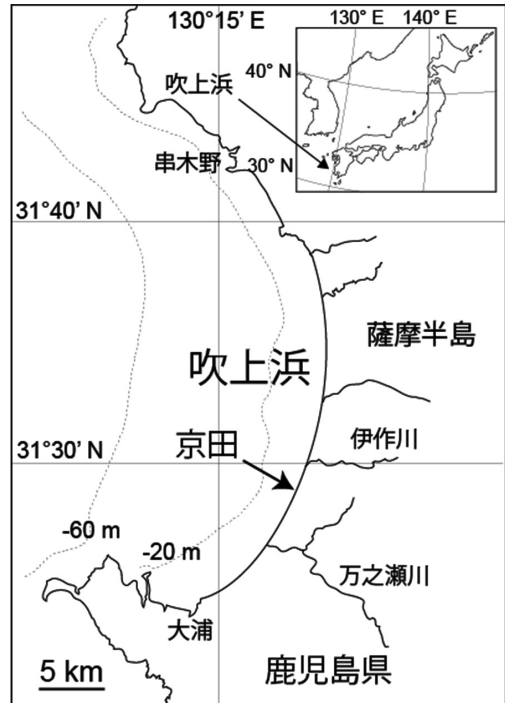 130°15’ E
130° E
140° E
40° N
吹上浜
30° N
串木野
31°40’ N
薩摩半島
吹上浜
京田
伊作川
31°30’ N
-60 m
-20 m
万之瀬川
大浦
5 km
鹿児島県